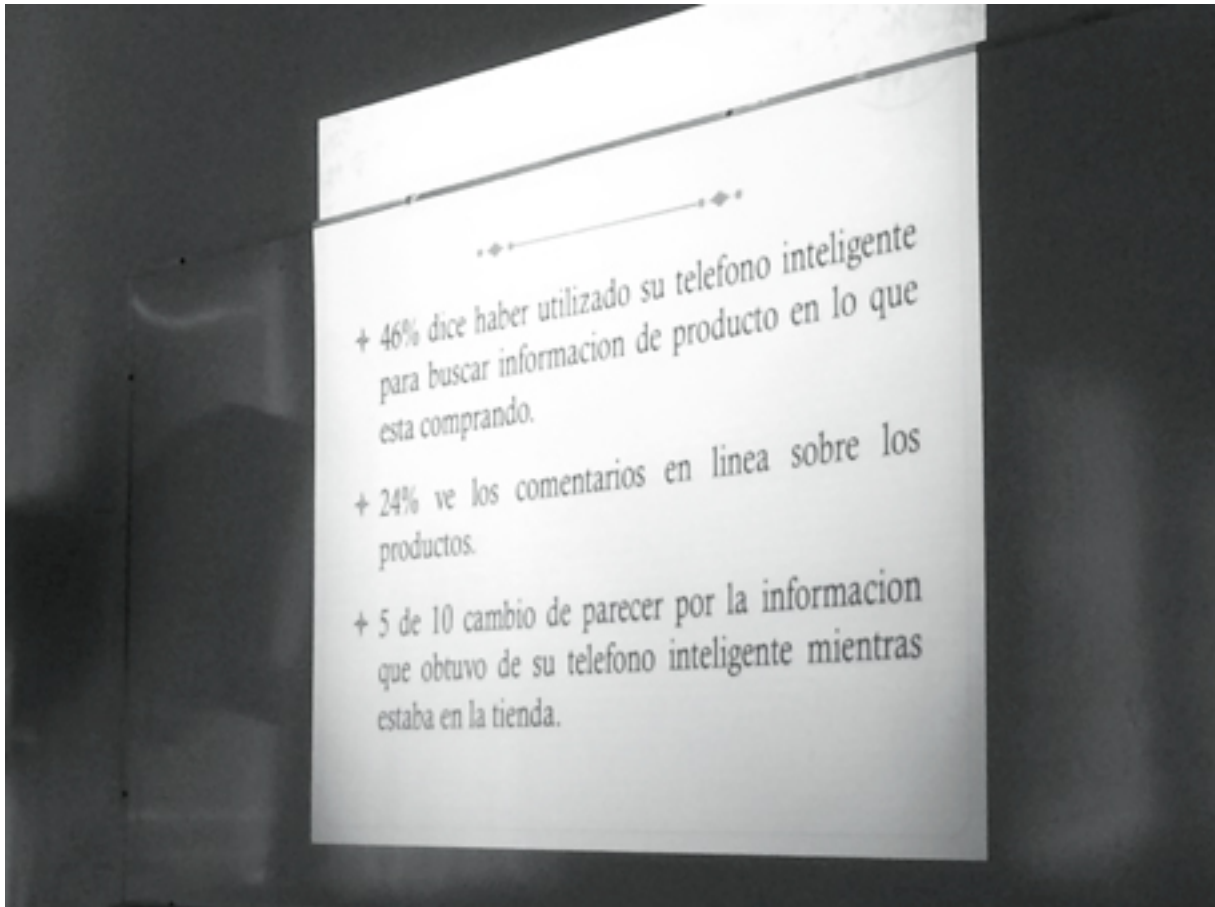 + 46% dice haber utilizado su telefono inteligente
para buscar informacion de producto en lo que
esta comprando.
+ 24% ve los comentarios en linea sobre los
productos.
+ 5 de 10 cambio de parecer por la informacion
que obtuvo de su telefono inteligente mientras
estaba en la tienda.